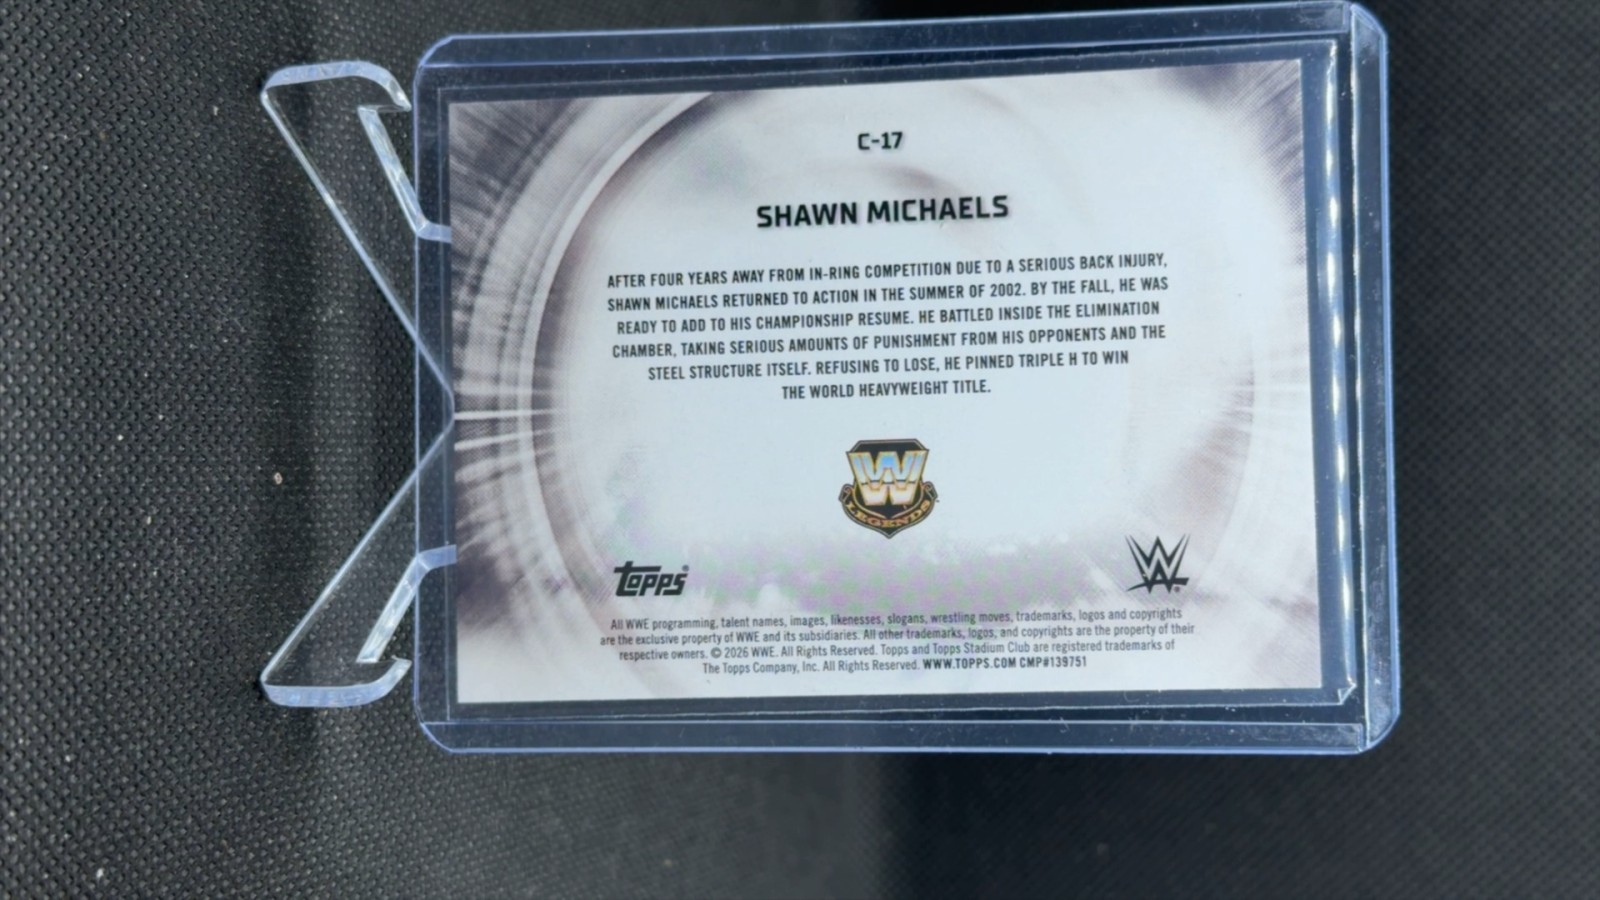 C-17
SHAWN MICHAELS
AFTER FOUR YEARS AWAY FROM IN-RING COMPETITION DUE TO A SERIOUS BACK INJURY,
SHAWN MICHAELS RETURNED TO ACTION IN THE SUMMER OF 2002. BY THE FALL, HE WAS
READY TO ADD TO HIS CHAMPIONSHIP RESUME. HE BATTLED INSIDE THE ELIMINATION
CHAMBER, TAKING SERIOUS AMOUNTS OF PUNISHMENT FROM HIS OPPONENTS AND THE
STEEL STRUCTURE ITSELF. REFUSING TO LOSE, HE PINNED TRIPLE H TO WIN
THE WORLD HEAVYWEIGHT TITLE.
W
LEGENDS
Topps®
W
All WWE programming, talent names, images, likenesses, slogans, wrestling moves, trademarks, logos and copyrights
are the exclusive property of WWE and its subsidiaries. All other trademarks, logos, and copyrights are the property of their
respective owners. © 2026 WWE. All Rights Reserved. Topps and Topps Stadium Club are registered trademarks of
The Topps Company, Inc. All Rights Reserved. WWW.TOPPS.COM CMP#139751